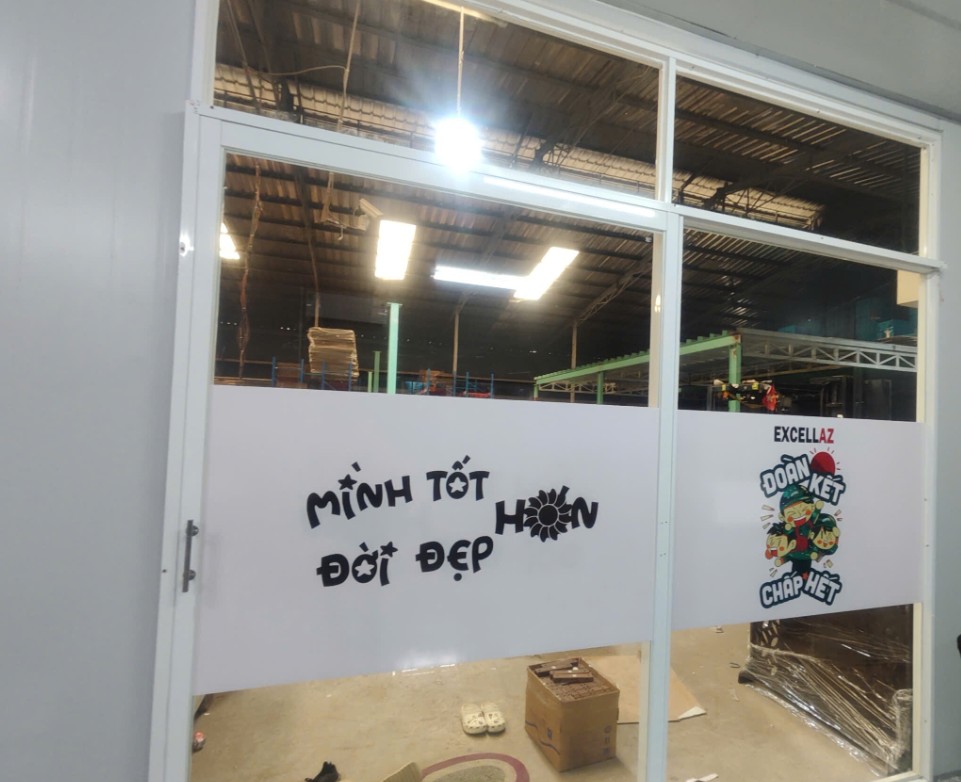 MÌNH TỐT
HƠN
ĐỜI ĐẸP
EXCELLAZ
ĐOÀN
KẾT
CHẤP HẾT